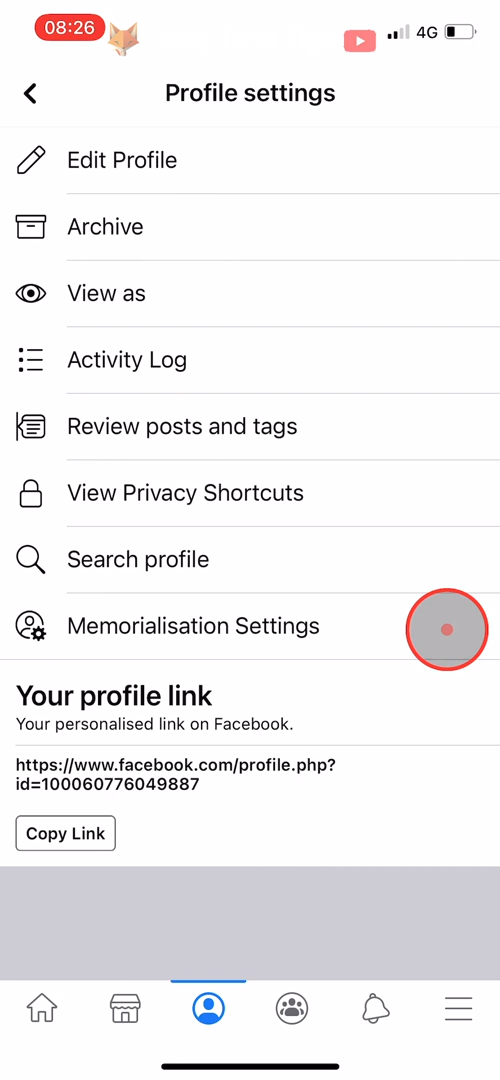 08:26
4G
Profile settings
Edit Profile
Archive
View as
Activity Log
Review posts and tags
View Privacy Shortcuts
Search profile
Memorialisation Settings
Your profile link
Your personalised link on Facebook.
https://www.facebook.com/profile.php?
id=100060776049887
Copy Link